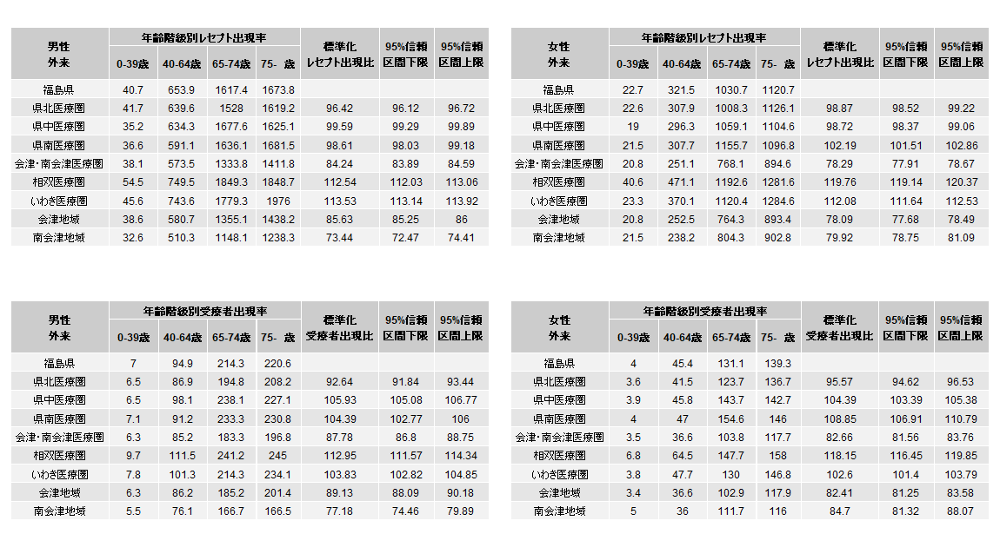 男性 外来 年齢階級別レセプト出現率 標準化 レセプト出現比 95%信頼 区間下限 95%信頼 区間上限
0-39歳 40-64歳 65-74歳 75- 歳
福島県 40.7 653.9 1617.4 1673.8
県北医療圏 41.7 639.6 1528 1619.2 96.42 96.12 96.72
県中医療圏 35.2 634.3 1677.6 1625.1 99.59 99.29 99.89
県南医療圏 36.6 591.1 1636.1 1681.5 98.61 98.03 99.18
会津・南会津医療圏 38.1 573.5 1333.8 1411.8 84.24 83.89 84.59
相双医療圏 54.5 749.5 1849.3 1848.7 112.54 112.03 113.06
いわき医療圏 45.6 743.6 1779.3 1976 113.53 113.14 113.92
会津地域 38.6 580.7 1355.1 1438.2 85.63 85.25 86
南会津地域 32.6 510.3 1148.1 1238.3 73.44 72.47 74.41
女性 外来 年齢階級別レセプト出現率 標準化 レセプト出現比 95%信頼 区間下限 95%信頼 区間上限
0-39歳 40-64歳 65-74歳 75- 歳
福島県 22.7 321.5 1030.7 1120.7
県北医療圏 22.6 307.9 1008.3 1126.1 98.87 98.52 99.22
県中医療圏 19 296.3 1059.1 1104.6 98.72 98.37 99.06
県南医療圏 21.5 307.7 1155.7 1096.8 102.19 101.51 102.86
会津・南会津医療圏 20.8 251.1 768.1 894.6 78.29 77.91 78.67
相双医療圏 40.6 471.1 1192.6 1281.6 119.76 119.14 120.37
いわき医療圏 23.3 370.1 1120.4 1284.6 112.08 111.64 112.53
会津地域 20.8 252.5 764.3 893.4 78.09 77.68 78.49
南会津地域 21.5 238.2 804.3 902.8 79.92 78.75 81.09
男性 外来 年齢階級別受療者出現率 標準化 受療者出現比 95%信頼 区間下限 95%信頼 区間上限
0-39歳 40-64歳 65-74歳 75- 歳
福島県 7 94.9 214.3 220.6
県北医療圏 6.5 86.9 194.8 208.2 92.64 91.84 93.44
県中医療圏 6.5 98.1 238.1 227.1 105.93 105.08 106.77
県南医療圏 7.1 91.2 233.3 230.8 104.39 102.77 106
会津・南会津医療圏 6.3 85.2 183.3 196.8 87.78 86.8 88.75
相双医療圏 9.7 111.5 241.2 245 112.95 111.57 114.34
いわき医療圏 7.8 101.3 214.3 234.1 103.83 102.82 104.85
会津地域 6.3 86.2 185.2 201.4 89.13 88.09 90.18
南会津地域 5.5 76.1 166.7 166.5 77.18 74.46 79.89
女性 外来 年齢階級別受療者出現率 標準化 受療者出現比 95%信頼 区間下限 95%信頼 区間上限
0-39歳 40-64歳 65-74歳 75- 歳
福島県 4 45.4 131.1 139.3
県北医療圏 3.6 41.5 123.7 136.7 95.57 94.62 96.53
県中医療圏 3.9 45.8 143.7 142.7 104.39 103.39 105.38
県南医療圏 4 47 154.6 146 108.85 106.91 110.79
会津・南会津医療圏 3.5 36.6 103.8 117.7 82.66 81.56 83.76
相双医療圏 6.8 64.5 147.7 158 118.15 116.45 119.85
いわき医療圏 3.8 47.7 130 146.8 102.6 101.4 103.79
会津地域 3.4 36.6 102.9 117.9 82.41 81.25 83.58
南会津地域 5 36 111.7 116 84.7 81.32 88.07